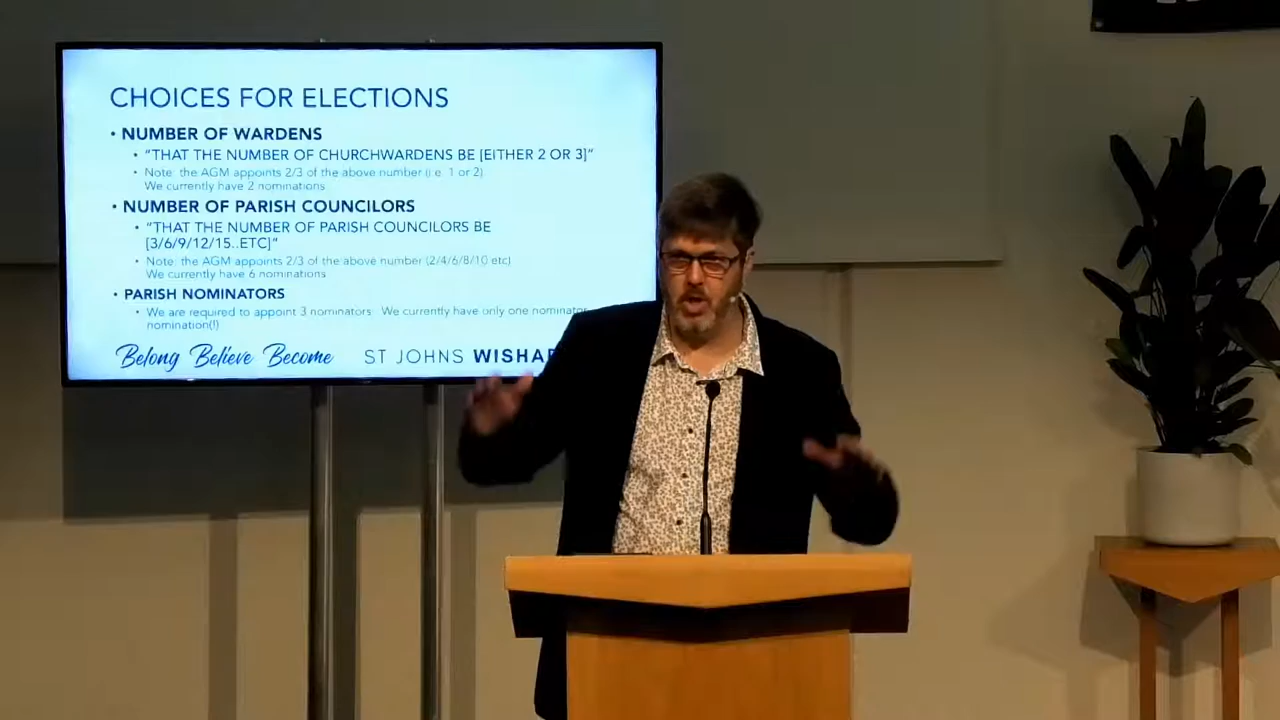 CHOICES FOR ELECTIONS
• NUMBER OF WARDENS
• "THAT THE NUMBER OF CHURCHWARDENS BE [EITHER 2 OR 3]"
• Note: the AGM appoints 2/3 of the above number (i.e. 1 or 2).
We currently have 2 nominations
• NUMBER OF PARISH COUNCILORS
• "THAT THE NUMBER OF PARISH COUNCILORS BE
[3/6/9/12/15..ETC]"
• Note: the AGM appoints 2/3 of the above number (2/4/6/8/10 etc)
We currently have 6 nominations
• PARISH NOMINATORS
• We are required to appoint 3 nominators. We currently have only one nominator
nomination(!)
Belong Believe Become ST JOHNS WISHA